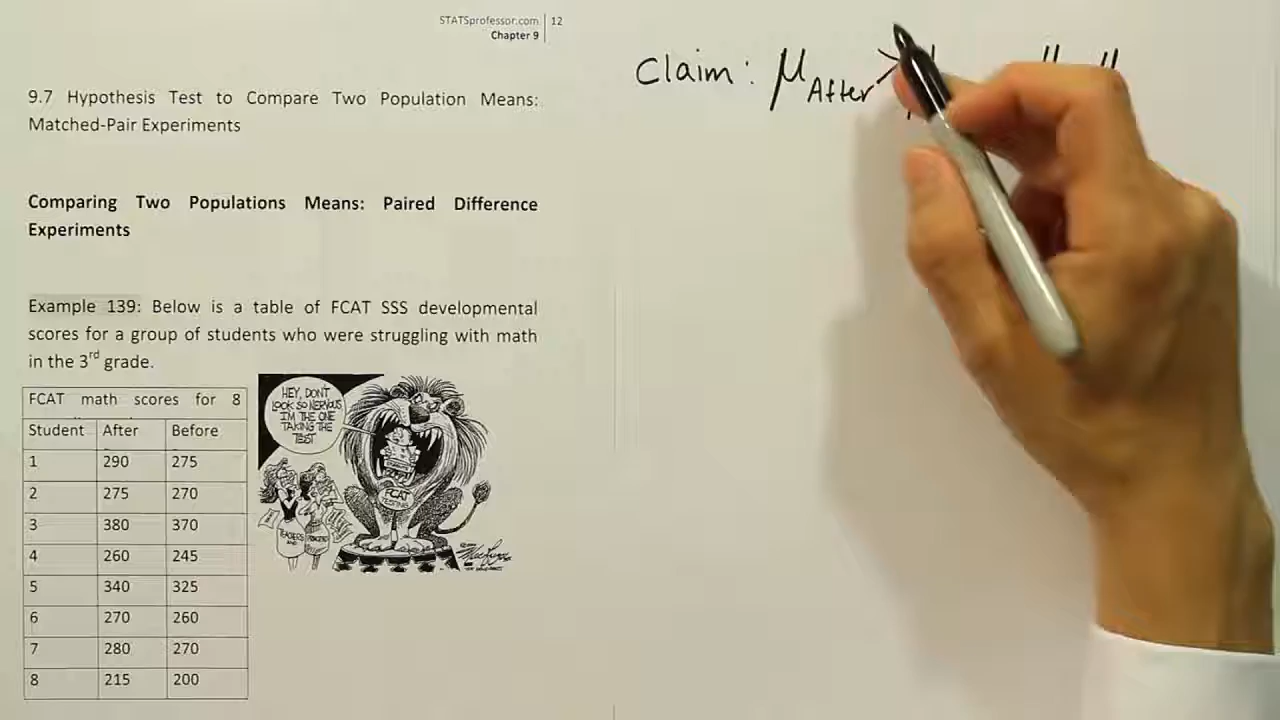 STATSprofessor.com | 12
Chapter 9
9.7 Hypothesis Test to Compare Two Population Means:
Matched-Pair Experiments
Comparing Two Populations Means: Paired Difference
Experiments
Example 139: Below is a table of FCAT SSS developmental
scores for a group of students who were struggling with math
in the 3rd grade.
FCAT math scores for 8
Student After Before
1 290 275
2 275 270
3 380 370
4 260 245
5 340 325
6 270 260
7 280 270
8 215 200
HEY, DON'T
LOOK SO NERVOUS
I'M THE ONE
TAKING THE
TEST
FCAT
TEACHERS
Claim: μAfter >